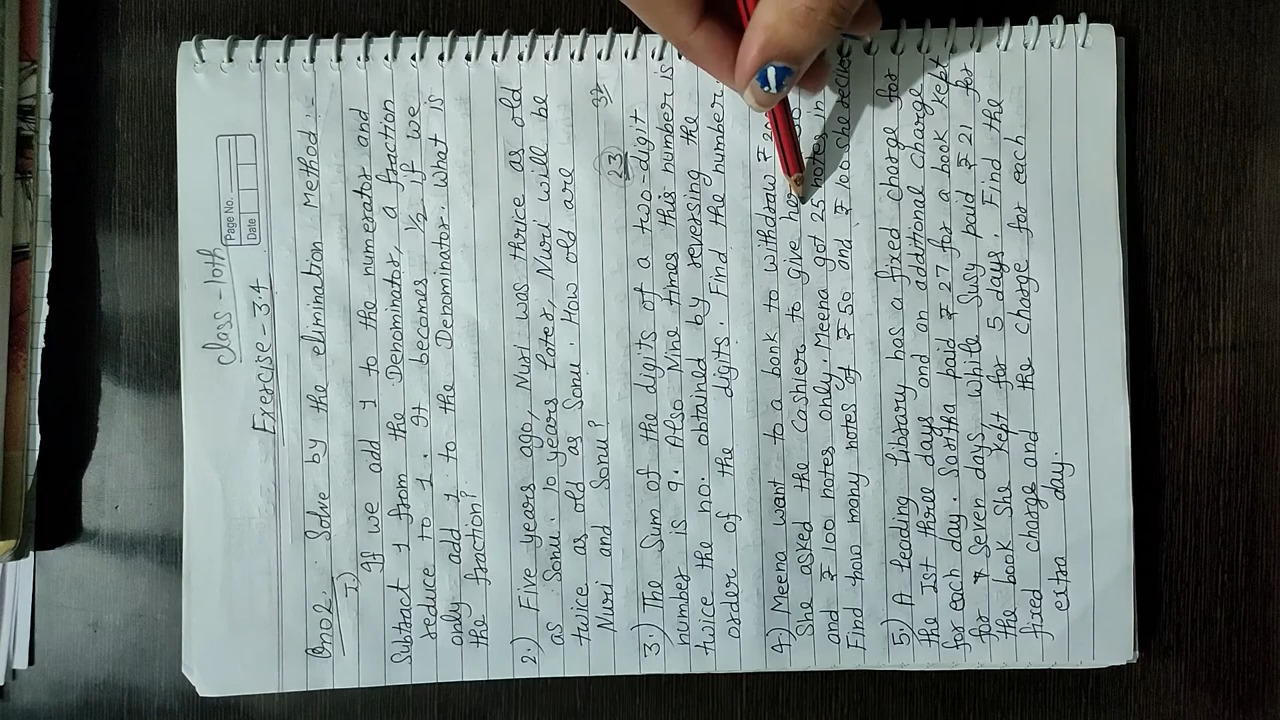 Class - 10th
Page No.
Date
Exercise - 3.4
Qno2. Solve by the elimination Method :-
I)
If we add 1 to the numerator and
Subtract 1 from the Denominator, a fraction
reduce to 1. It becomes 1/2 if we
only add 1 to the Denominator. What is
the fraction?
2.) Five years ago, Nuri was thrice as old
as Sonu. 10 years Later, Nuri will be
twice as old as Sonu. How old are
Nuri and Sonu?
37
23
3.) The Sum of the digits of a two-digit
number is 9. Also Nine times this number is
twice the no. obtained by reversing the
order of the digits. Find the number.
4) Meena want to a bank to withdraw ₹ 20
She asked the Cashier to give her
and ₹ 100 notes only. Meena got 25 notes in
Find how many notes of ₹ 50 and ₹ 100 she
5) A leading Library has a fixed charge for
the Ist three days and an additional charge
for each day. Saritha paid ₹ 27 for a book kept
for Seven days, while Susy paid ₹ 21 for
the book She kept for 5 days. Find the
fixed charge and the charge for each
extra day.